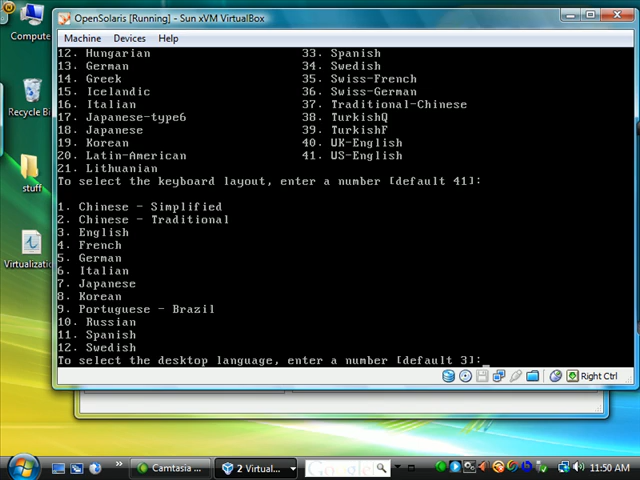 OpenSolaris [Running] - Sun xVM VirtualBox
Machine Devices Help
Computer
12. Hungarian 33. Spanish
13. German 34. Swedish
14. Greek 35. Swiss-French
15. Icelandic 36. Swiss-German
16. Italian 37. Traditional-Chinese
17. Japanese-type6 38. TurkishQ
18. Japanese 39. TurkishF
19. Korean 40. UK-English
20. Latin-American 41. US-English
21. Lithuanian
To select the keyboard layout, enter a number [default 41]:
1. Chinese - Simplified
2. Chinese - Traditional
3. English
4. French
5. German
6. Italian
7. Japanese
8. Korean
9. Portuguese - Brazil
10. Russian
11. Spanish
12. Swedish
To select the desktop language, enter a number [default 3]:
Recycle Bi
stuff
Virtualizatio
Right Ctrl
Camtasia ...
2 Virtual...
Google
11:50 AM